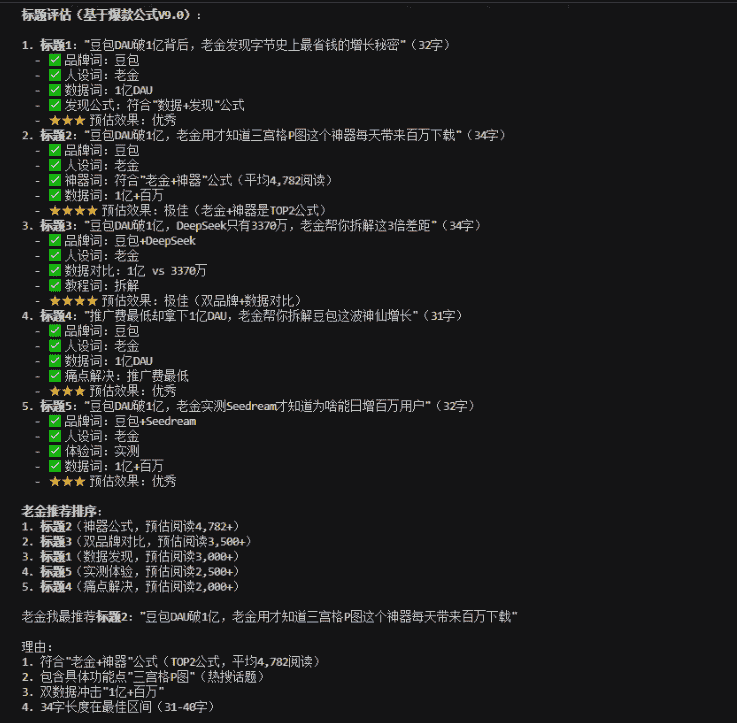 标题评估（基于爆款公式V9.0）：
1. 标题1："豆包DAU破1亿背后，老金发现字节史上最省钱的增长秘密"（32字）
- ✅ 品牌词：豆包
- ✅ 人设词：老金
- ✅ 数据词：1亿DAU
- ✅ 发现公式：符合"数据+发现"公式
- ★★★ 预估效果：优秀
2. 标题2："豆包DAU破1亿，老金用才知道三宫格P图这个神器每天带来百万下载"（34字）
- ✅ 品牌词：豆包
- ✅ 人设词：老金
- ✅ 神器词：符合"老金+神器"公式（平均4,782阅读）
- ✅ 数据词：1亿+百万
- ★★★★ 预估效果：极佳（老金+神器是TOP2公式）
3. 标题3："豆包DAU破1亿，DeepSeek只有3370万，老金帮你拆解这3倍差距"（34字）
- ✅ 品牌词：豆包+DeepSeek
- ✅ 人设词：老金
- ✅ 数据对比：1亿 vs 3370万
- ✅ 教程词：拆解
- ★★★★ 预估效果：极佳（双品牌+数据对比）
4. 标题4："推广费最低却拿下1亿DAU，老金帮你拆解豆包这波神仙增长"（31字）
- ✅ 品牌词：豆包
- ✅ 人设词：老金
- ✅ 数据词：1亿DAU
- ✅ 痛点解决：推广费最低
- ★★★ 预估效果：优秀
5. 标题5："豆包DAU破1亿，老金实测Seedream才知道为啥能日增百万用户"（32字）
- ✅ 品牌词：豆包+Seedream
- ✅ 人设词：老金
- ✅ 体验词：实测
- ✅ 数据词：1亿+百万
- ★★★ 预估效果：优秀
老金推荐排序：
1. 标题2（神器公式，预估阅读4,782+）
2. 标题3（双品牌对比，预估阅读3,500+）
3. 标题1（数据发现，预估阅读3,000+）
4. 标题5（实测体验，预估阅读2,500+）
5. 标题4（痛点解决，预估阅读2,000+）
老金我最推荐标题2："豆包DAU破1亿，老金用才知道三宫格P图这个神器每天带来百万下载"
理由：
1. 符合"老金+神器"公式（TOP2公式，平均4,782阅读）
2. 包含具体功能点"三宫格P图"（热搜话题）
3. 双数据冲击"1亿+百万"
4. 34字长度在最佳区间（31-40字）